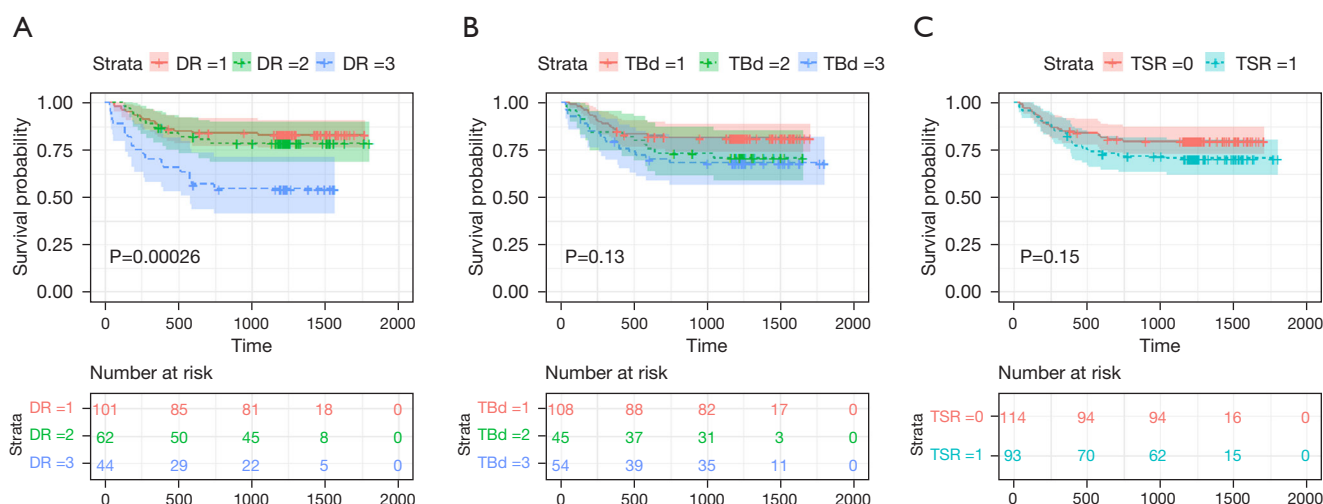 A
Strata DR =1 DR =2 DR =3
Survival probability
1.00
0.75
0.50
0.25
0.00
P=0.00026
0 500 1000 1500 2000
Time
Number at risk
Strata
DR =1 101 85 81 18 0
DR =2 62 50 45 8 0
DR =3 44 29 22 5 0
0 500 1000 1500 2000
B
Strata TBd =1 TBd =2 TBd =3
Survival probability
1.00
0.75
0.50
0.25
0.00
P=0.13
0 500 1000 1500 2000
Time
Number at risk
Strata
TBd =1 108 88 82 17 0
TBd =2 45 37 31 3 0
TBd =3 54 39 35 11 0
0 500 1000 1500 2000
C
Strata TSR =0 TSR =1
Survival probability
1.00
0.75
0.50
0.25
0.00
P=0.15
0 500 1000 1500 2000
Time
Number at risk
Strata
TSR =0 114 94 94 16 0
TSR =1 93 70 62 15 0
0 500 1000 1500 2000